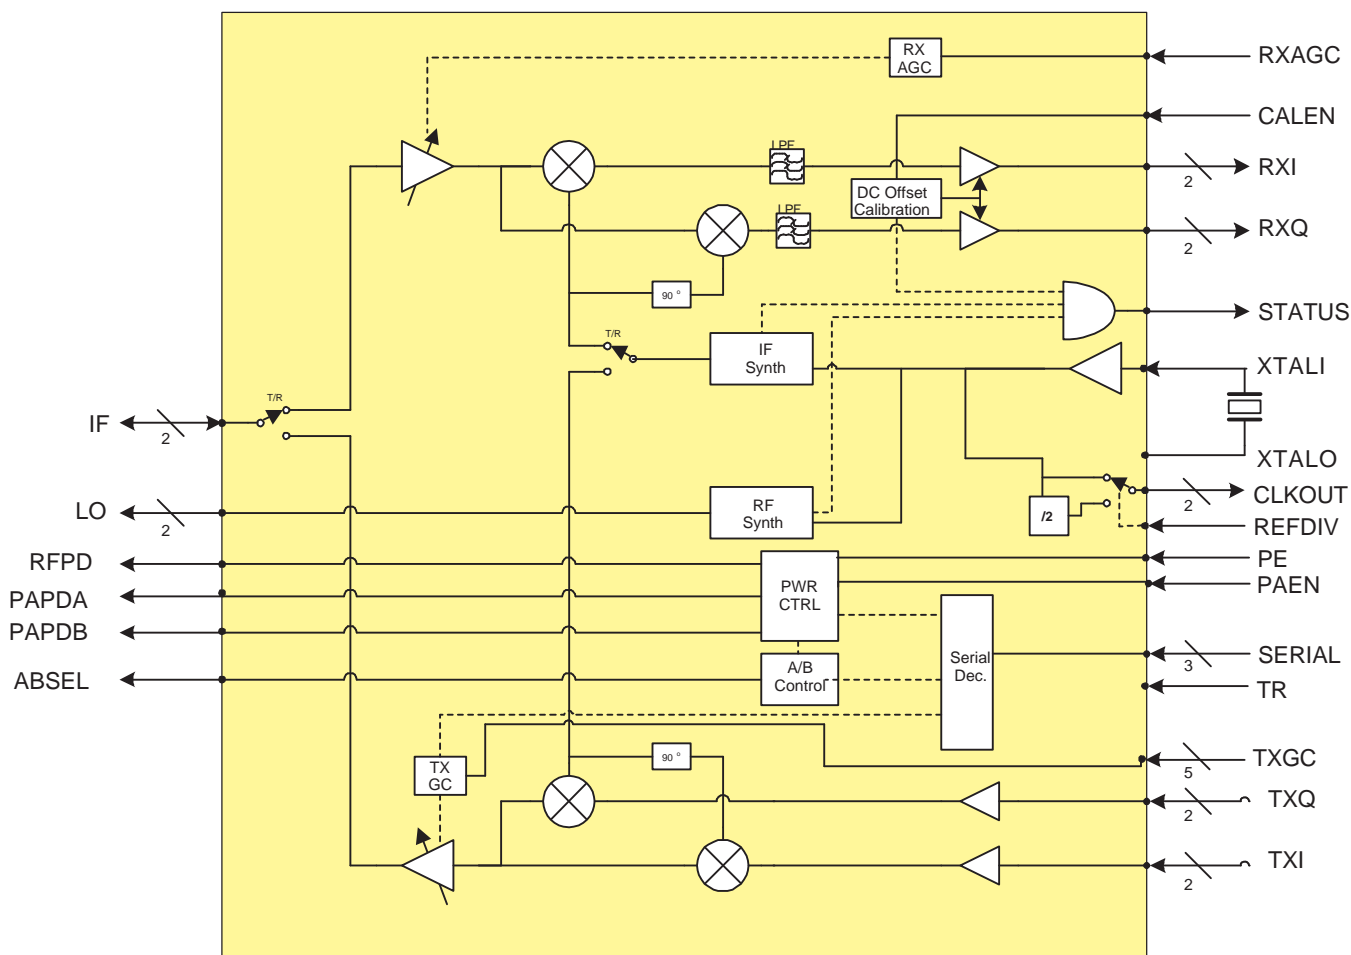 RX
AGC
RXAGC
CALEN
LPF
RXI
2
DC Offset
Calibration
LPF
RXQ
2
90 °
STATUS
T/R
IF
Synth
XTALI
T/R
IF
2
XTALO
CLKOUT
2
LO
2
RF
Synth
/2
REFDIV
RFPD
PE
PAPDA
PWR
CTRL
PAEN
PAPDB
SERIAL
3
ABSEL
A/B
Control
Serial
Dec.
TR
TX
GC
90 °
TXGC
5
TXQ
2
TXI
2